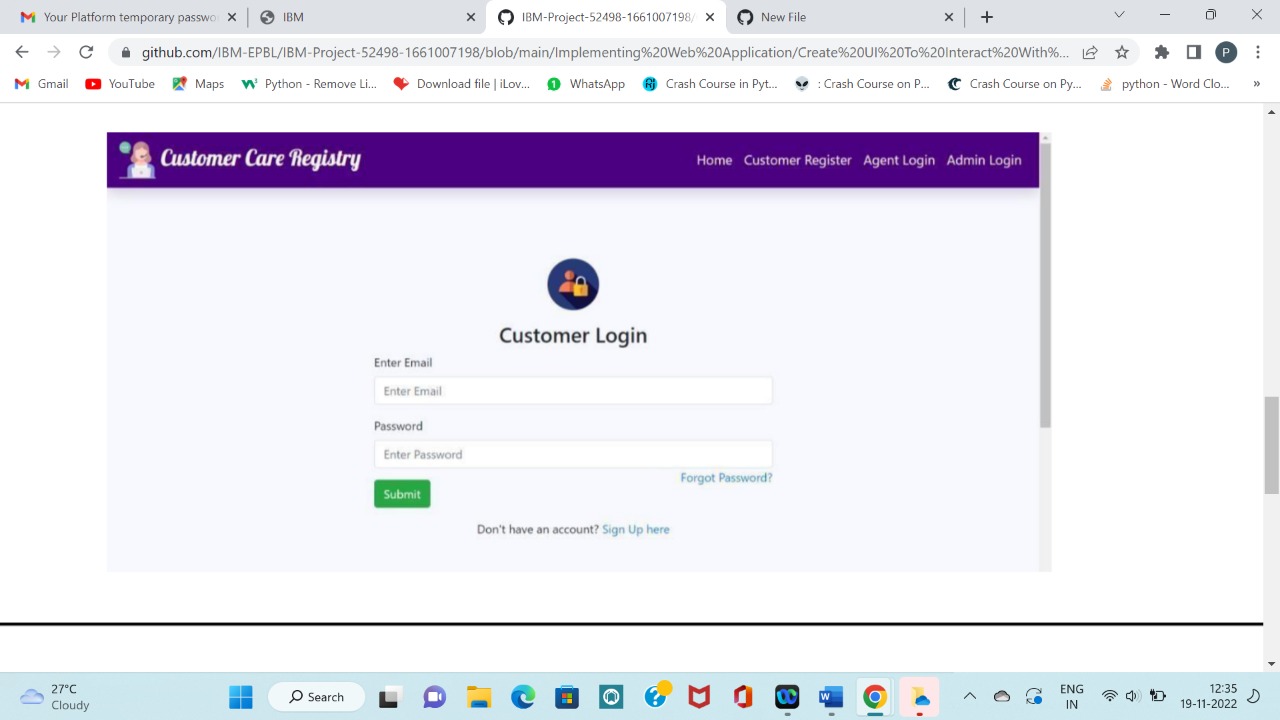 Your Platform temporary passwo
IBM
IBM-Project-52498-1661007198/
New File
github.com/IBM-EPBL/IBM-Project-52498-1661007198/blob/main/Implementing%20Web%20Application/Create%20UI%20To%20Interact%20With%...
P
Gmail
YouTube
Maps
Python - Remove Li...
Download file | iLov...
WhatsApp
Crash Course in Pyt...
: Crash Course on P...
Crash Course on Py...
python - Word Clo...
»
Customer Care Registry
Home
Customer Register
Agent Login
Admin Login
Customer Login
Enter Email
Enter Email
Password
Enter Password
Forgot Password?
Submit
Don't have an account? Sign Up here
27°C
Cloudy
Search
ENG
IN
12:35
19-11-2022